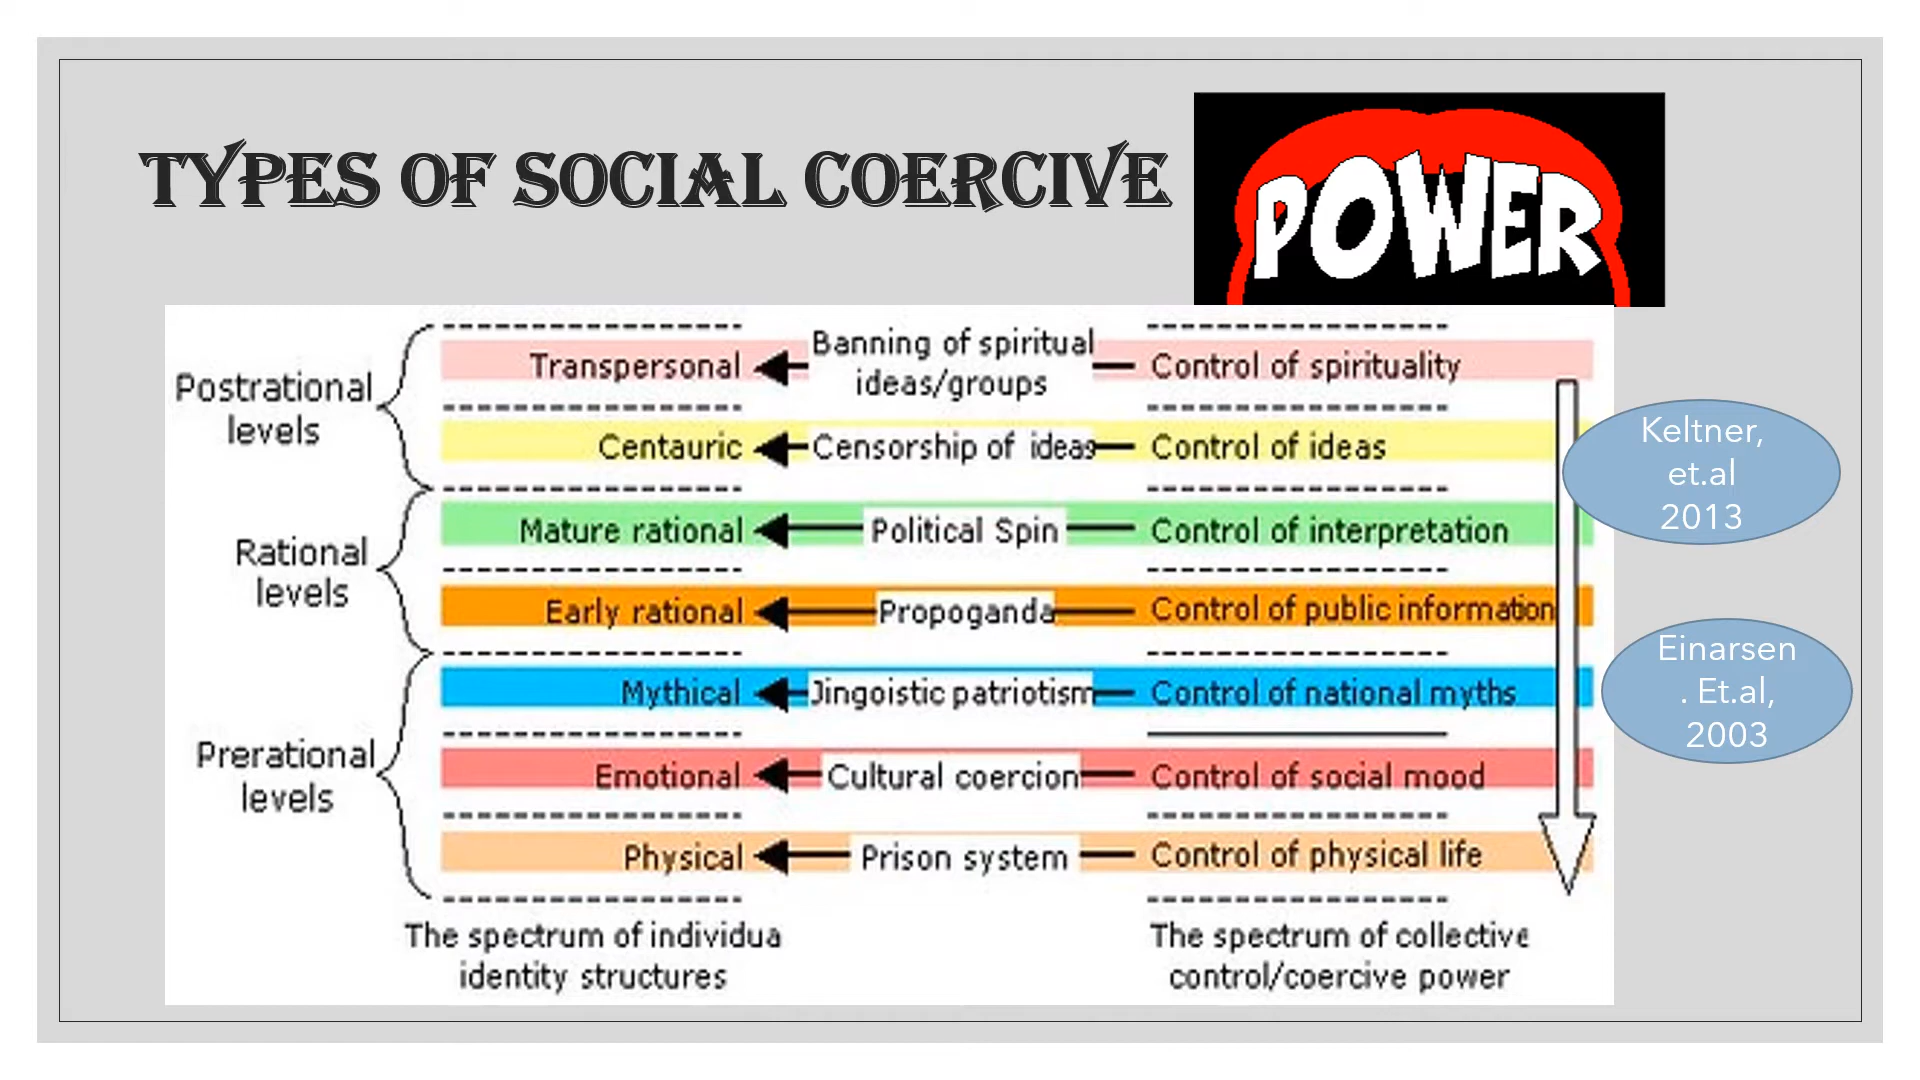 TYPES OF SOCIAL COERCIVE
POWER
Postrational
levels
Transpersonal
Banning of spiritual
ideas/groups
Control of spirituality
Centauric
Censorship of ideas
Control of ideas
Rational
levels
Mature rational
Political Spin
Control of interpretation
Early rational
Propoganda
Control of public information
Prerational
levels
Mythical
Jingoistic patriotism
Control of national myths
Emotional
Cultural coercion
Control of social mood
Physical
Prison system
Control of physical life
The spectrum of individua
identity structures
The spectrum of collective
control/coercive power
Keltner,
et.al
2013
Einarsen
. Et.al,
2003